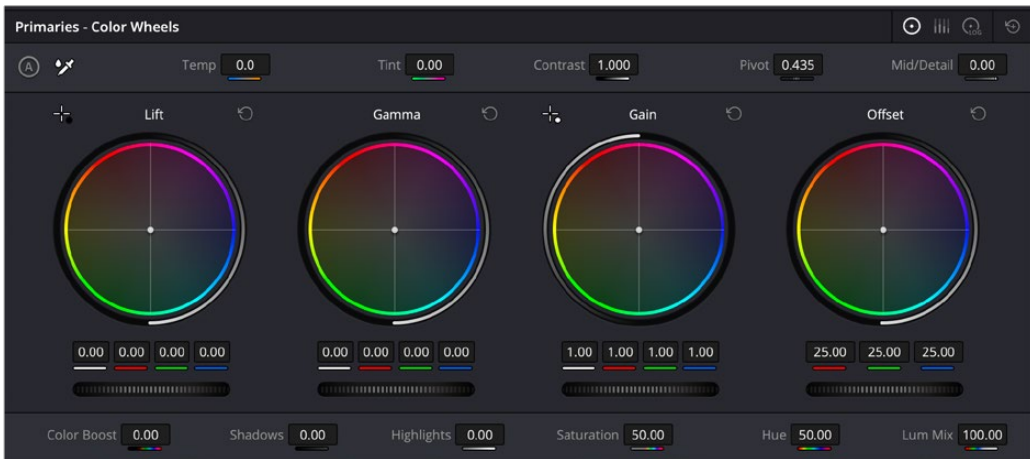 Primaries - Color Wheels
LOG
A Temp 0.0 Tint 0.00 Contrast 1.000 Pivot 0.435 Mid/Detail 0.00
Lift Gamma Gain Offset
0.00 0.00 0.00 0.00 0.00 0.00 0.00 0.00 1.00 1.00 1.00 1.00 25.00 25.00 25.00
Color Boost 0.00 Shadows 0.00 Highlights 0.00 Saturation 50.00 Hue 50.00 Lum Mix 100.00